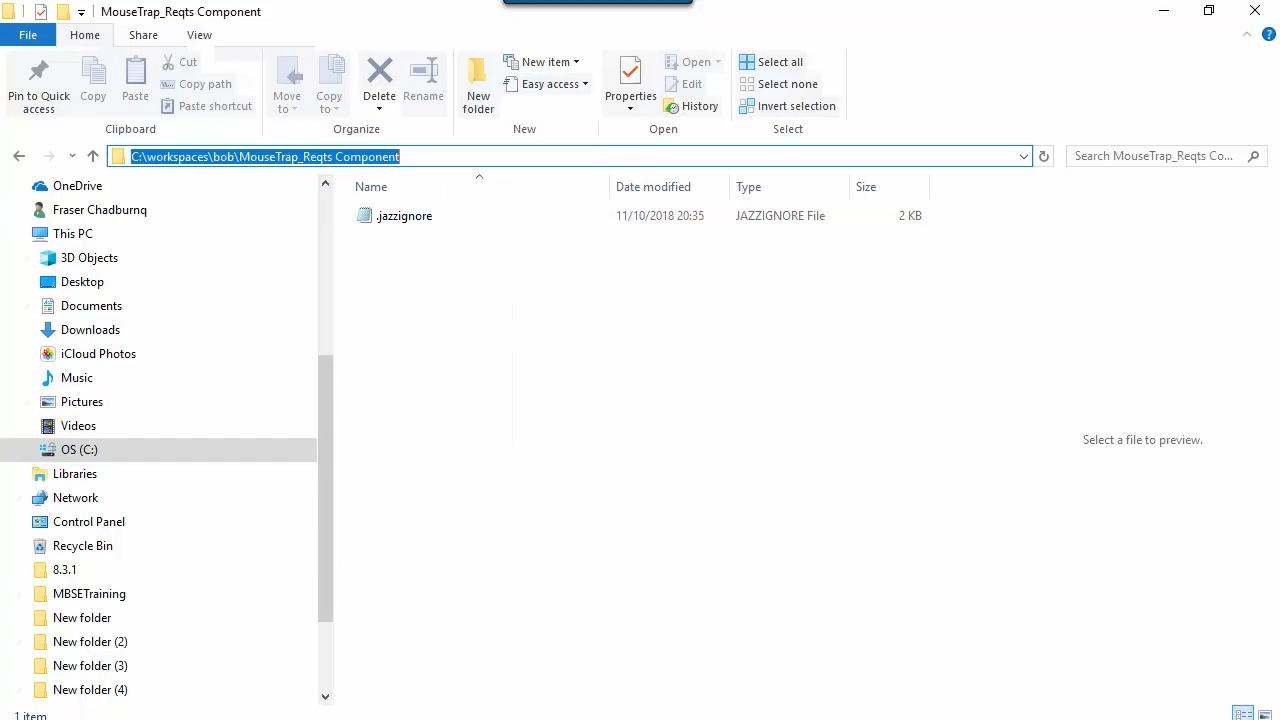 MouseTrap_Reqts Component
File Home Share View
Pin to Quick access
Copy
Paste
Cut
Copy path
Paste shortcut
Clipboard
Move to
Copy to
Delete
Rename
Organize
New folder
New item
Easy access
New
Properties
Open
Edit
History
Open
Select all
Select none
Invert selection
Select
C:\workspaces\bob\MouseTrap_Reqts Component
Search MouseTrap_Reqts Co...
OneDrive
Fraser Chadburnq
This PC
3D Objects
Desktop
Documents
Downloads
iCloud Photos
Music
Pictures
Videos
OS (C:)
Libraries
Network
Control Panel
Recycle Bin
8.3.1
MBSETraining
New folder
New folder (2)
New folder (3)
New folder (4)
Name Date modified Type Size
.jazzignore 11/10/2018 20:35 JAZZIGNORE File 2 KB
Select a file to preview.
1 item